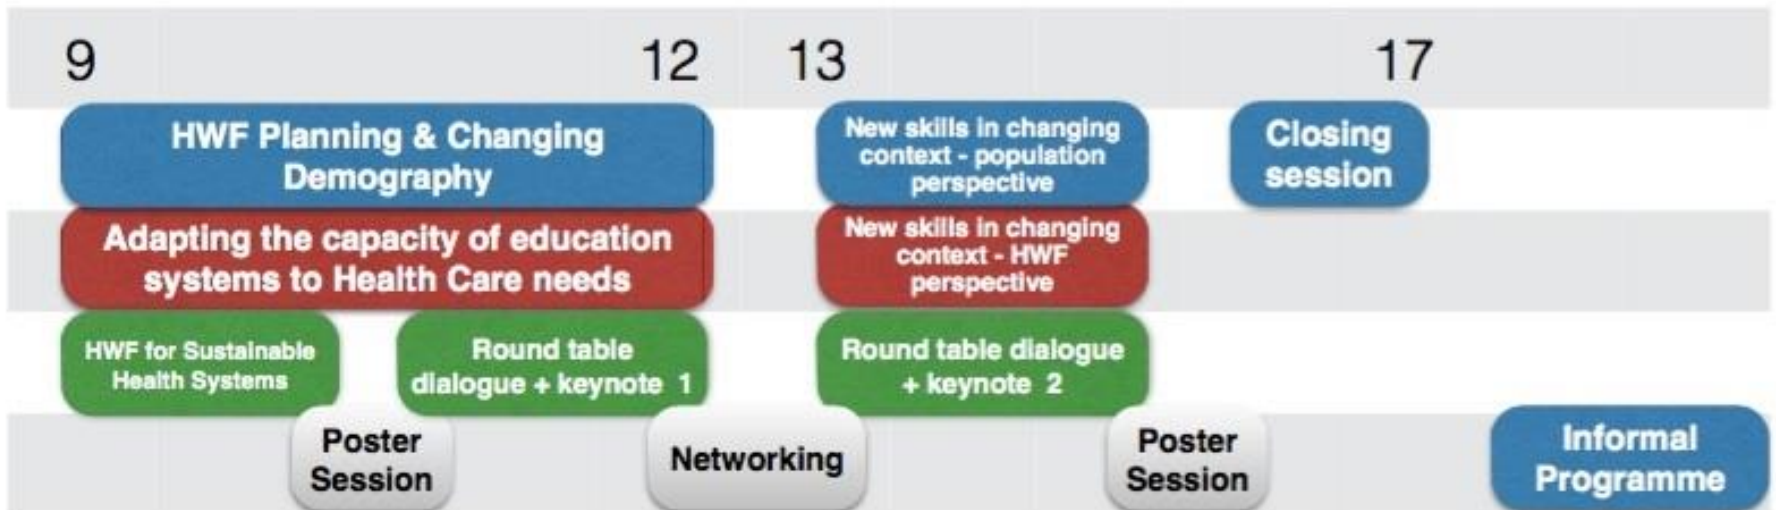 9 12 13 17
HWF Planning & Changing
Demography
New skills in changing
context - population
perspective
Closing
session
Adapting the capacity of education
systems to Health Care needs
New skills in changing
context - HWF
perspective
HWF for Sustainable
Health Systems
Round table
dialogue + keynote 1
Round table dialogue
+ keynote 2
Poster
Session
Networking
Poster
Session
Informal
Programme